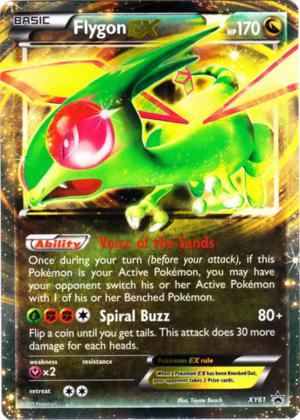 BASIC
Flygon EX HP170
Ability Voice of the Sands
Once during your turn (before your attack), if this
Pokémon is your Active Pokémon, you may have
your opponent switch his or her Active Pokémon
with 1 of his or her Benched Pokémon.
Spiral Buzz 80+
Flip a coin until you get tails. This attack does 30 more
damage for each heads.
weakness resistance
×2
Pokémon-EX rule
When a Pokémon-EX has been Knocked Out,
your opponent takes 2 Prize cards.
retreat
Illus. Toyste Beach XY61